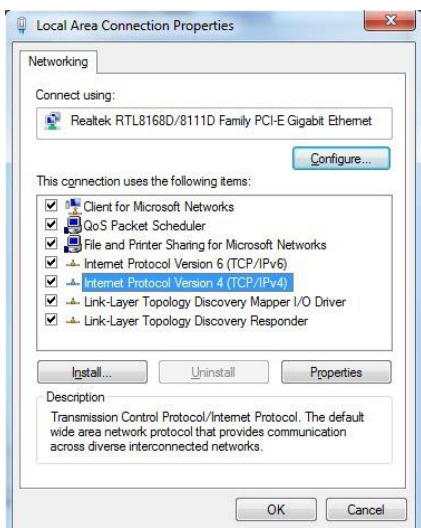 Local Area Connection Properties
Networking
Connect using:
Realtek RTL8168D/8111D Family PCI-E Gigabit Ethernet
Configure...
This connection uses the following items:
Client for Microsoft Networks
QoS Packet Scheduler
File and Printer Sharing for Microsoft Networks
Internet Protocol Version 6 (TCP/IPv6)
Internet Protocol Version 4 (TCP/IPv4)
Link-Layer Topology Discovery Mapper I/O Driver
Link-Layer Topology Discovery Responder
Install... Uninstall Properties
Description
Transmission Control Protocol/Internet Protocol. The default
wide area network protocol that provides communication
across diverse interconnected networks.
OK Cancel